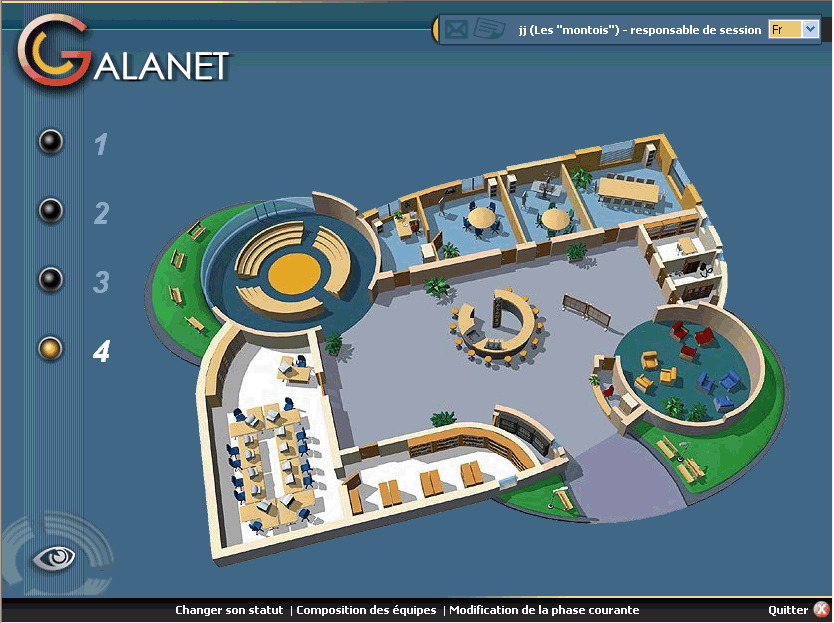 jj (Les "montois") - responsable de session Fr
GALANET
1
2
3
4
Changer son statut | Composition des équipes | Modification de la phase courante Quitter